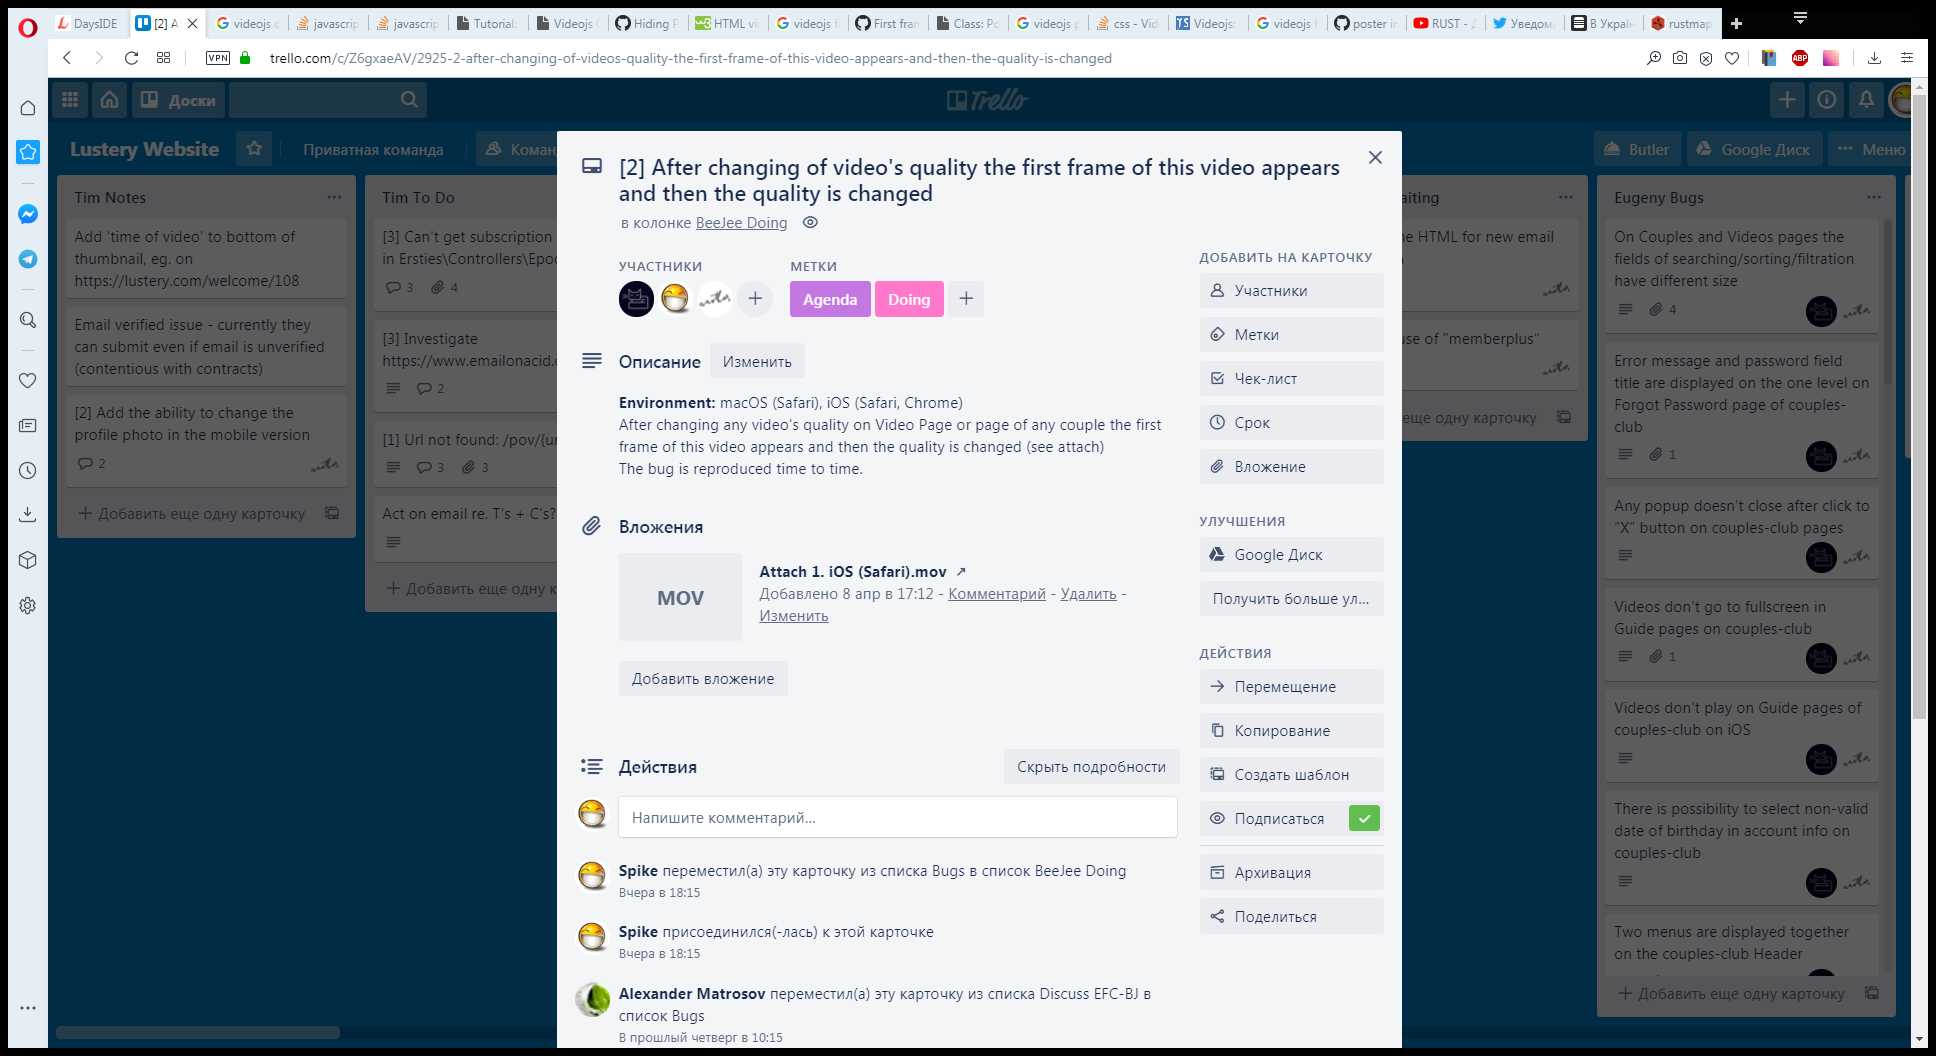 DaysIDE
[2] A
videojs c
javascrip
javascrip
Tutorial
Videojs
Hiding P
HTML vi
videojs
First fran
Class: Po
videojs
css - Vid
Videojs
videojs
poster in
RUST -
Уведом
В Украи
rustmap
VPN
trello.com/c/Z6gxaeAV/2925-2-after-changing-of-videos-quality-the-first-frame-of-this-video-appears-and-then-the-quality-is-changed
ABP
Доски
Trello
Lustery Website
Приватная команда
Коман
Butler
Google Диск
Меню
Tim Notes
Add 'time of video' to bottom of
thumbnail, eg. on
https://lustery.com/welcome/108
Email verified issue - currently they
can submit even if email is unverified
(contentious with contracts)
[2] Add the ability to change the
profile photo in the mobile version
2
Добавить еще одну карточку
Tim To Do
[3] Can't get subscription
in Ersties\Controllers\Epoc
3
4
[3] Investigate
https://www.emailonacid.c
2
[1] Url not found: /pov/{ur
3
3
Act on email re. T's + C's?
Добавить еще одну к
[2] After changing of video's quality the first frame of this video appears
and then the quality is changed
в колонке BeeJee Doing
УЧАСТНИКИ
МЕТКИ
Agenda
Doing
Описание
Изменить
Environment: macOS (Safari), iOS (Safari, Chrome)
After changing any video's quality on Video Page or page of any couple the first
frame of this video appears and then the quality is changed (see attach)
The bug is reproduced time to time.
Вложения
MOV
Attach 1. iOS (Safari).mov
Добавлено 8 апр в 17:12 - Комментарий - Удалить -
Изменить
Добавить вложение
Действия
Скрыть подробности
Напишите комментарий...
Spike переместил(а) эту карточку из списка Bugs в список BeeJee Doing
Вчера в 18:15
Spike присоединился(-лась) к этой карточке
Вчера в 18:15
Alexander Matrosov переместил(а) эту карточку из списка Discuss EFC-BJ в
список Bugs
В прошлый четверг в 10:15
ДОБАВИТЬ НА КАРТОЧКУ
Участники
Метки
Чек-лист
Срок
Вложение
УЛУЧШЕНИЯ
Google Диск
Получить больше ул...
ДЕЙСТВИЯ
Перемещение
Копирование
Создать шаблон
Подписаться
Архивация
Поделиться
aiting
e HTML for new email
use of "memberplus"
еще одну карточку
Eugeny Bugs
On Couples and Videos pages the
fields of searching/sorting/filtration
have different size
4
Error message and password field
title are displayed on the one level on
Forgot Password page of couples-
club
1
Any popup doesn't close after click to
"X" button on couples-club pages
Videos don't go to fullscreen in
Guide pages on couples-club
1
Videos don't play on Guide pages of
couples-club on iOS
There is possibility to select non-valid
date of birthday in account info on
couples-club
Two menus are displayed together
on the couples-club Header
Добавить еще одну карточку